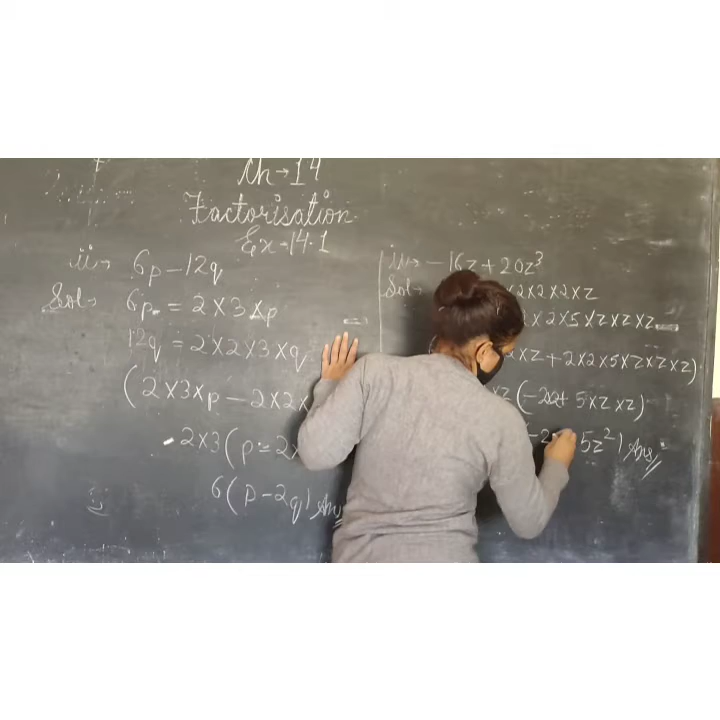 Ch→14
Factorisation
Ex→14.1
ii→ 6p-12q
Sol→ 6p = 2×3×p
12q = 2×2×3×q
(2×3×p - 2×2×
2×3(p-2×
6(p-2q) Ans
-16z+20z³
Sol→ 2×2×2×z
×2×5×z×z×z
×z+2×2×5×z×z×z)
×z(-2×2+5×z×z)
5z²) Ans